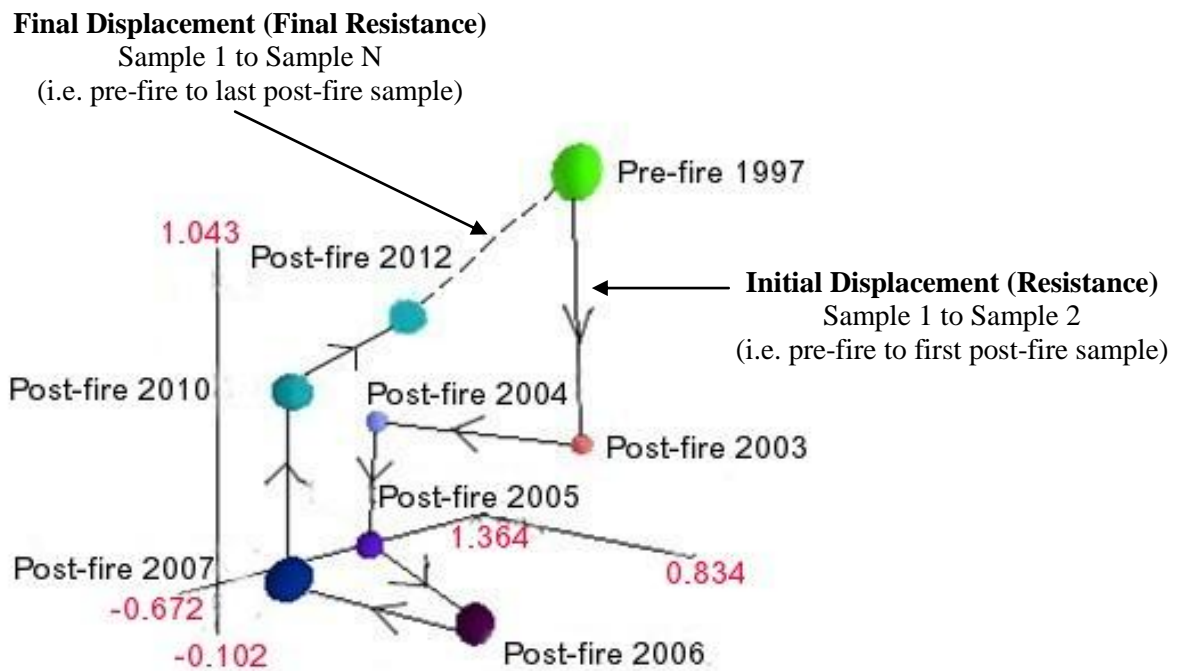 Final Displacement (Final Resistance)
Sample 1 to Sample N
(i.e. pre-fire to last post-fire sample)
Pre-fire 1997
1.043
Post-fire 2012
Initial Displacement (Resistance)
Sample 1 to Sample 2
(i.e. pre-fire to first post-fire sample)
Post-fire 2010
Post-fire 2004
Post-fire 2003
Post-fire 2005
1.364
Post-fire 2007
0.834
-0.672
-0.102
Post-fire 2006